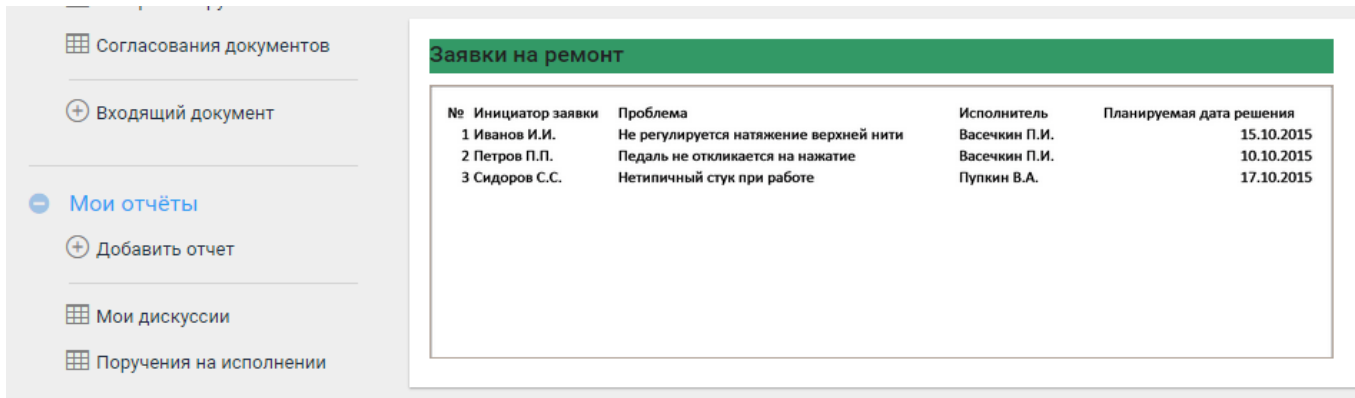 Согласования документов
Входящий документ
Мои отчёты
Добавить отчет
Мои дискуссии
Поручения на исполнении
Заявки на ремонт
№ Инициатор заявки Проблема Исполнитель Планируемая дата решения
1 Иванов И.И. Не регулируется натяжение верхней нити Васечкин П.И. 15.10.2015
2 Петров П.П. Педаль не откликается на нажатие Васечкин П.И. 10.10.2015
3 Сидоров С.С. Нетипичный стук при работе Пупкин В.А. 17.10.2015